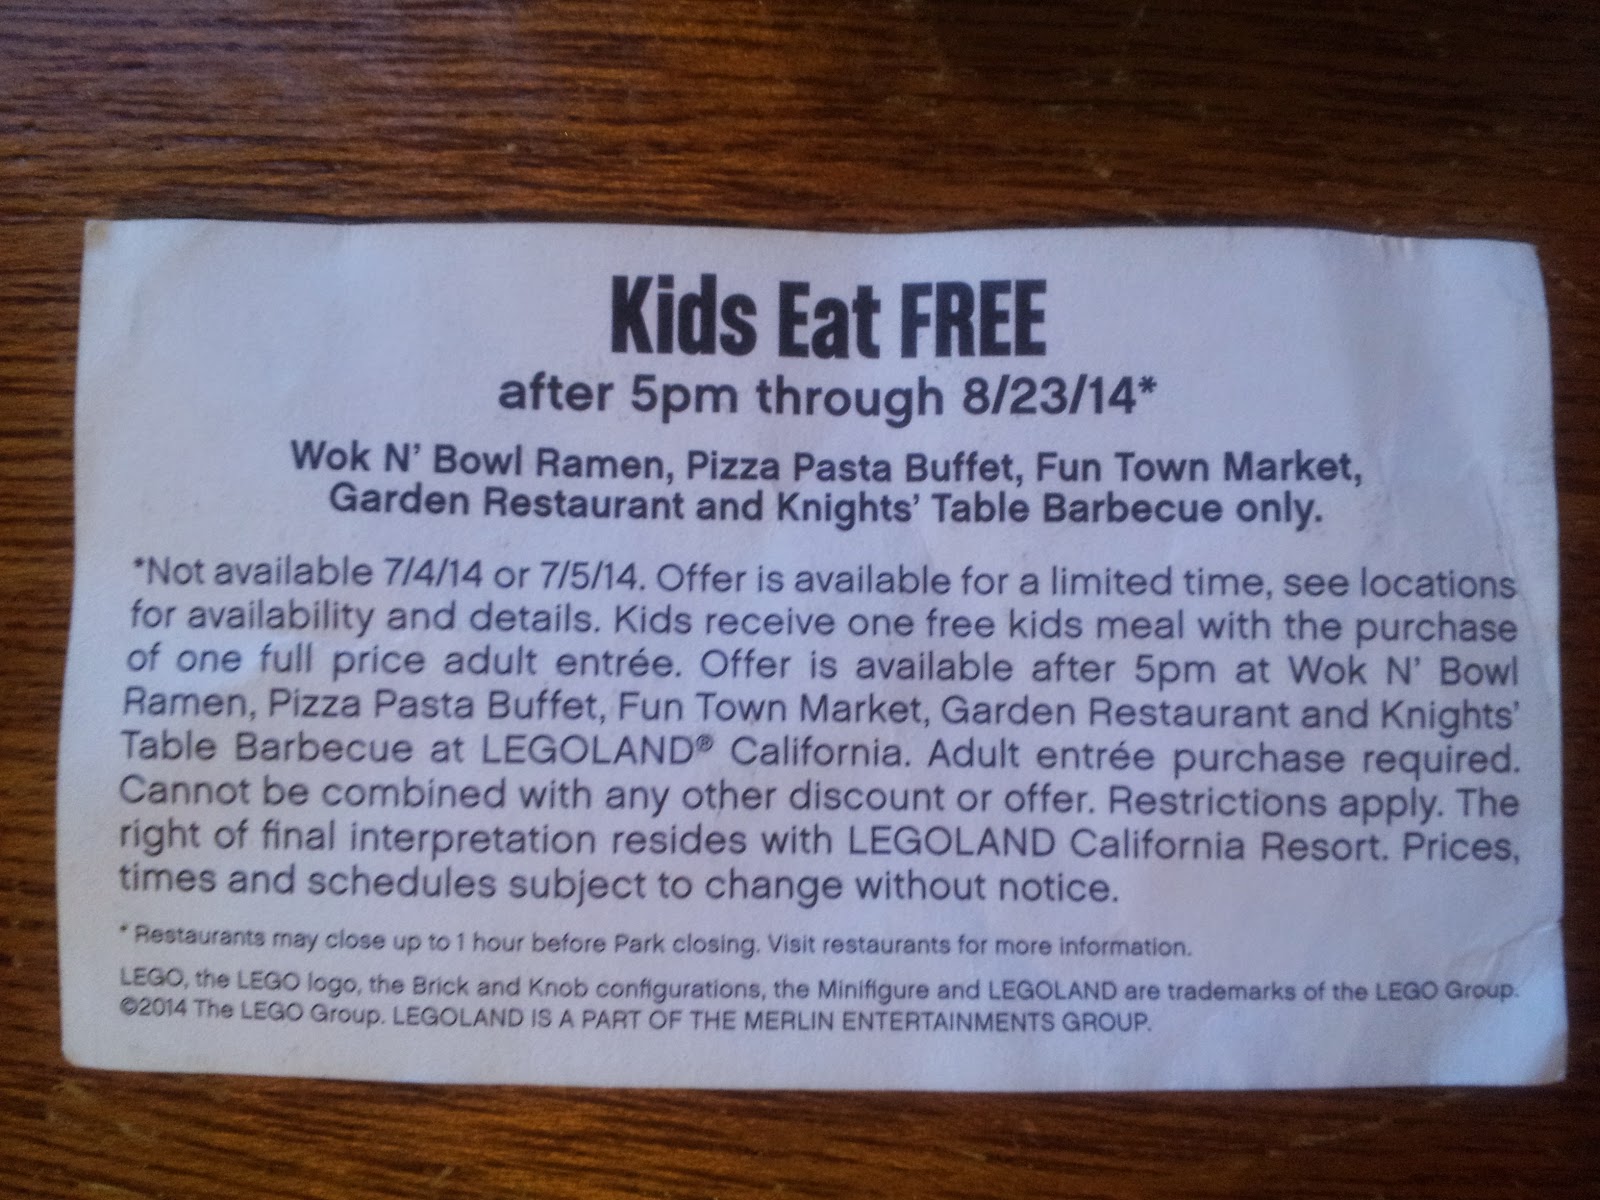 Kids Eat FREE
after 5pm through 8/23/14*
Wok N' Bowl Ramen, Pizza Pasta Buffet, Fun Town Market,
Garden Restaurant and Knights' Table Barbecue only.
*Not available 7/4/14 or 7/5/14. Offer is available for a limited time, see locations
for availability and details. Kids receive one free kids meal with the purchase
of one full price adult entrée. Offer is available after 5pm at Wok N' Bowl
Ramen, Pizza Pasta Buffet, Fun Town Market, Garden Restaurant and Knights'
Table Barbecue at LEGOLAND® California. Adult entrée purchase required.
Cannot be combined with any other discount or offer. Restrictions apply. The
right of final interpretation resides with LEGOLAND California Resort. Prices,
times and schedules subject to change without notice.
* Restaurants may close up to 1 hour before Park closing. Visit restaurants for more information.
LEGO, the LEGO logo, the Brick and Knob configurations, the Minifigure and LEGOLAND are trademarks of the LEGO Group.
©2014 The LEGO Group. LEGOLAND IS A PART OF THE MERLIN ENTERTAINMENTS GROUP.